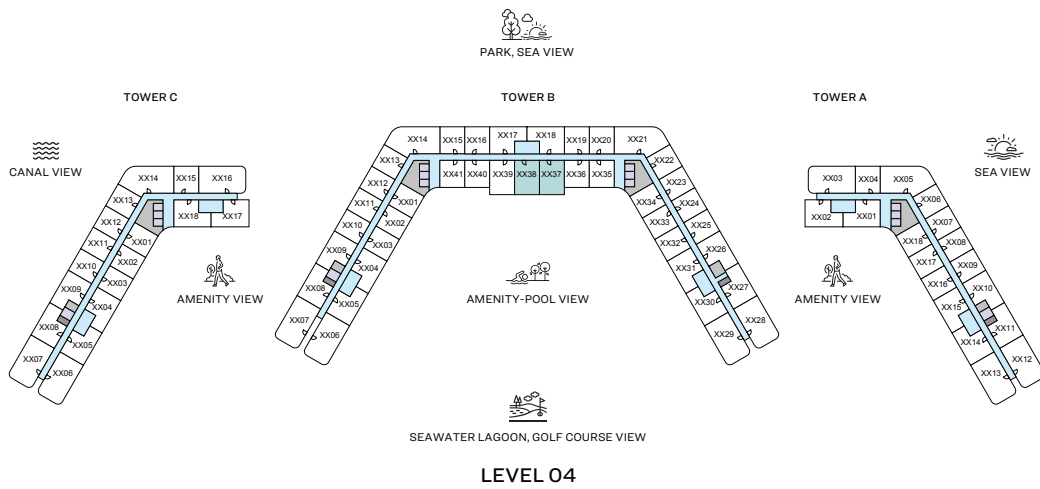 PARK, SEA VIEW
TOWER C
TOWER B
TOWER A
CANAL VIEW
SEA VIEW
XX14 XX15 XX16
XX13
XX12
XX11
XX10
XX09
XX08
XX07
XX18 XX17
XX01
XX02
XX03
XX04
XX05
XX06
AMENITY VIEW
XX14 XX15 XX16 XX17 XX18 XX19 XX20 XX21
XX13
XX12
XX11
XX10
XX09
XX08
XX07
XX41 XX40 XX39 XX38 XX37 XX36 XX35
XX01
XX02
XX03
XX04
XX05
XX06
XX22
XX23
XX24
XX25
XX26
XX27
XX28
XX34
XX33
XX32
XX31
XX30
XX29
AMENITY-POOL VIEW
XX03 XX04 XX05
XX02 XX01
XX06
XX07
XX08
XX09
XX10
XX11
XX12
XX18
XX17
XX16
XX15
XX14
XX13
AMENITY VIEW
SEAWATER LAGOON, GOLF COURSE VIEW
LEVEL 04